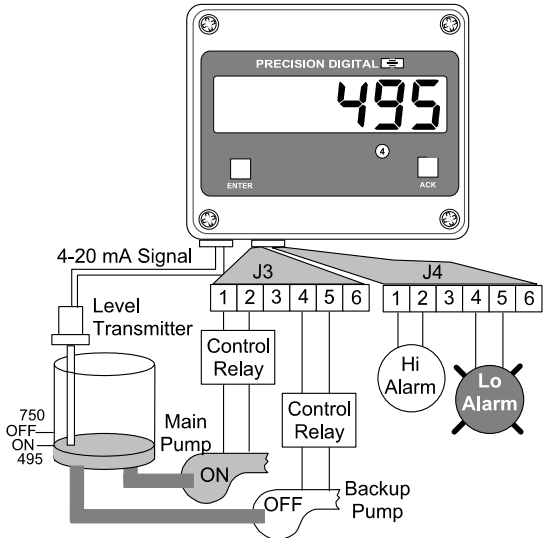 PRECISION DIGITAL
495
4
ENTER
ACK
4-20 mA Signal
J3
J4
1 2 3 4 5 6
1 2 3 4 5 6
Level
Transmitter
Control
Relay
Hi
Alarm
Lo
Alarm
Control
Relay
750
OFF
ON
495
Main
Pump
ON
OFF
Backup
Pump